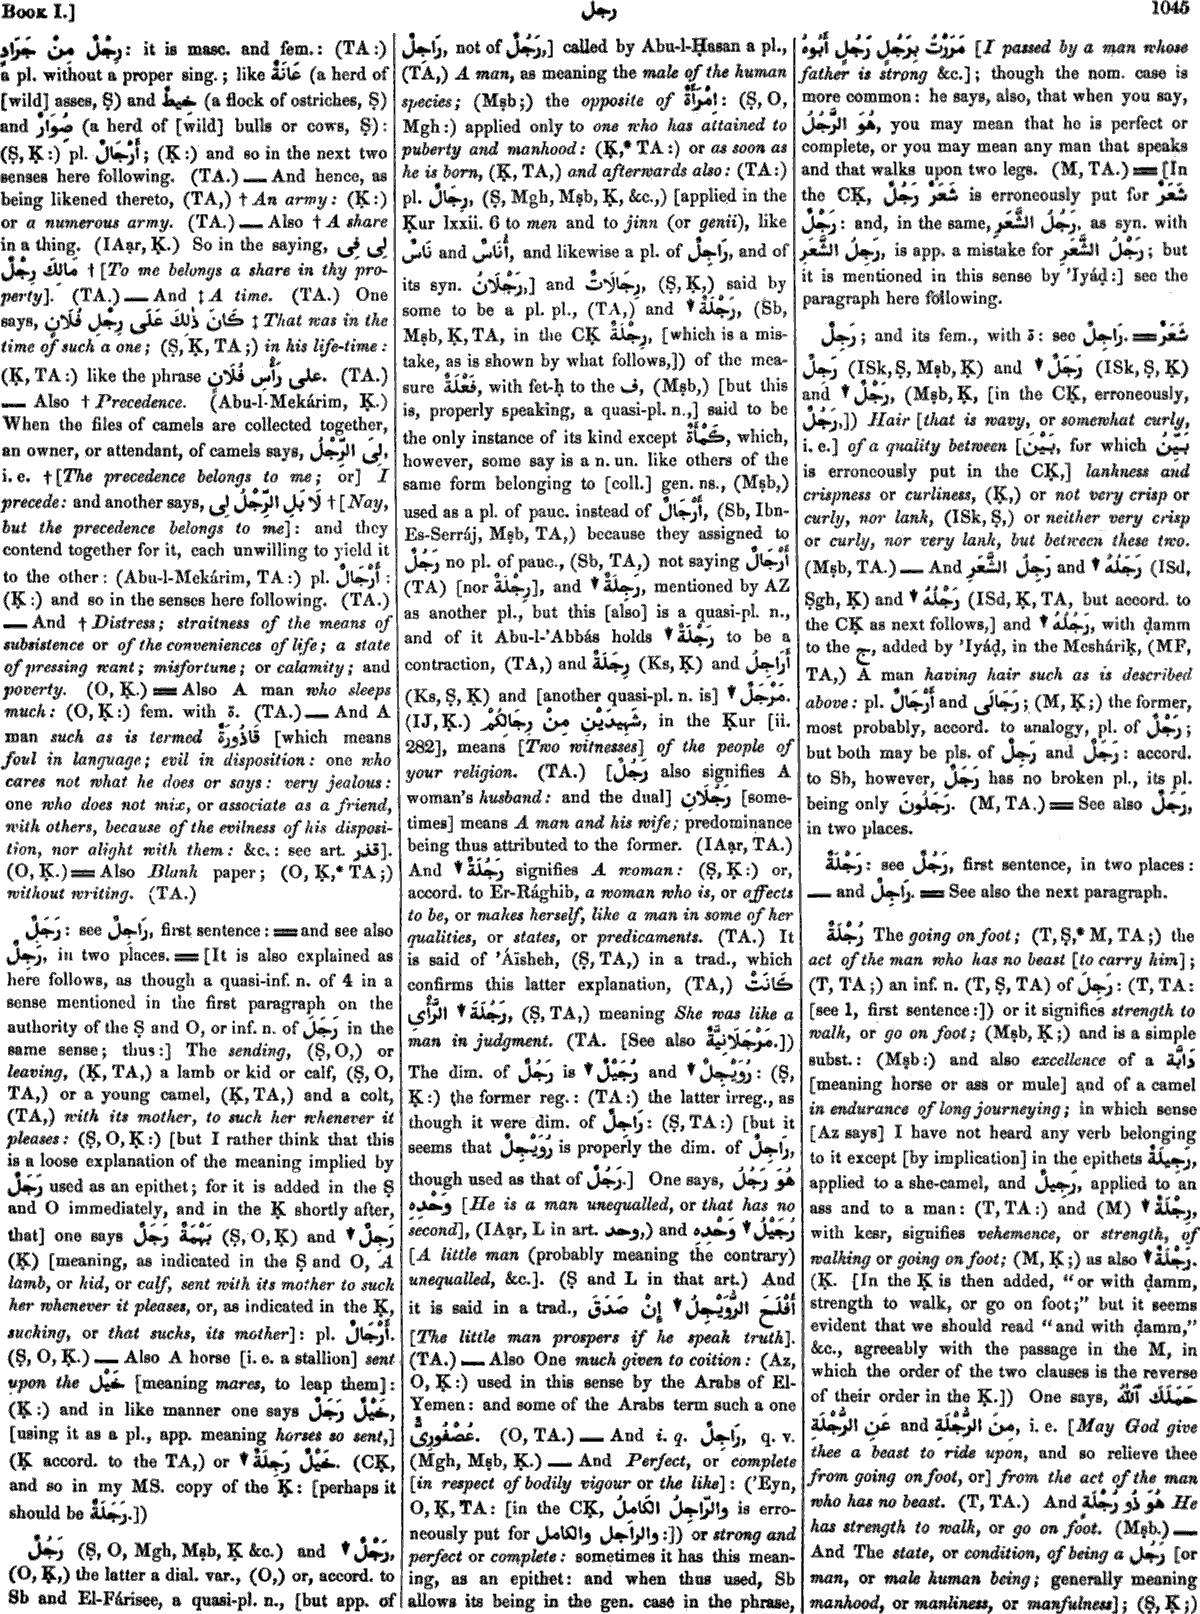 Book I.]
رجل
1045
رِجْلٌ مِنْ جَرَادٍ: it is masc. and fem.: (TA:)
a pl. without a proper sing.; like عَانَةٌ (a herd of
[wild] asses, Ṣ) and خِيطٌ (a flock of ostriches, Ṣ)
and صُوَارٌ (a herd of [wild] bulls or cows, Ṣ):
(Ṣ, Ḳ:) pl. أَرْجَالٌ; (Ḳ:) and so in the next two
senses here following. (TA.) — And hence, as
being likened thereto, (TA,) † An army: (Ḳ:)
or a numerous army. (TA.) — Also † A share
in a thing. (IAạr, Ḳ.) So in the saying, لِى فِى
مَالِكَ رِجْلٌ † [To me belongs a share in thy pro-
perty]. (TA.) — And ‡ A time. (TA.) One
says, كَانَ ذٰلِكَ عَلَى رِجْلِ فُلَانٍ ‡ That was in the
time of such a one; (Ṣ, Ḳ, TA;) in his life-time:
(Ḳ, TA:) like the phrase على رَأْسِ فُلَانٍ. (TA.)
— Also † Precedence. (Abu-l-Mekárim, Ḳ.)
When the files of camels are collected together,
an owner, or attendant, of camels says, لِىَ الرِّجْلُ,
i. e. † [The precedence belongs to me; or] I
precede: and another says, لَا بَلِ الرِّجْلُ لِى † [Nay,
but the precedence belongs to me]: and they
contend together for it, each unwilling to yield it
to the other: (Abu-l-Mekárim, TA:) pl. أَرْجَالٌ:
(Ḳ:) and so in the senses here following. (TA.)
— And † Distress; straitness of the means of
subsistence or of the conveniences of life; a state
of pressing want; misfortune; or calamity; and
poverty. (O, Ḳ.) ═ Also A man who sleeps
much: (O, Ḳ:) fem. with ة. (TA.) — And A
man such as is termed قَاذُورَةٌ [which means
foul in language; evil in disposition: one who
cares not what he does or says: very jealous:
one who does not mix, or associate as a friend,
with others, because of the evilness of his disposi-
tion, nor alight with them: &c.: see art. قذر].
(O, Ḳ.) ═ Also Blank paper; (O, Ḳ,* TA;)
without writing. (TA.)
رَجَلٌ: see رَاجِلٌ, first sentence: ═ and see also
رَجِلٌ, in two places. ═ [It is also explained as
here follows, as though a quasi-inf. n. of 4 in a
sense mentioned in the first paragraph on the
authority of the Ṣ and O, or inf. n. of رَجَلَ in the
same sense; thus:] The sending, (Ṣ, O,) or
leaving, (Ḳ, TA,) a lamb or kid or calf, (Ṣ, O,
TA,) or a young camel, (Ḳ, TA,) and a colt,
(TA,) with its mother, to such her whenever it
pleases: (Ṣ, O, Ḳ:) [but I rather think that this
is a loose explanation of the meaning implied by
رَجَلٌ used as an epithet; for it is added in the Ṣ
and O immediately, and in the Ḳ shortly after,
that] one says بَهْمَةٌ رَجَلٌ (Ṣ, O, Ḳ) and ▼ رَجِلٌ
(Ḳ) [meaning, as indicated in the Ṣ and O, A
lamb, or kid, or calf, sent with its mother to such
her whenever it pleases, or, as indicated in the Ḳ,
sucking, or that sucks, its mother]: pl. أَرْجَالٌ.
(Ṣ, O, Ḳ.) — Also A horse [i. e. a stallion] sent
upon the خَيْل [meaning mares, to leap them]:
(Ḳ:) and in like manner one says خَيْلٌ رَجَلٌ,
[using it as a pl., app. meaning horses so sent,]
(Ḳ accord. to the TA,) or ▼ خَيْلٌ رَجِلَةٌ. (CḲ,
and so in my MS. copy of the Ḳ: [perhaps it
should be رَجَلَةٌ.])
رَجُلٌ (Ṣ, O, Mgh, Mṣb, Ḳ &c.) and ▼ رَجْلٌ,
(O, Ḳ,) the latter a dial. var., (O,) or, accord. to
Sb and El-Fárisee, a quasi-pl. n., [but app. of
رَاجِلٌ, not of رَجُلٌ,] called by Abu-l-Ḥasan a pl.,
(TA,) A man, as meaning the male of the human
species; (Mṣb;) the opposite of اِمْرَأَةٌ: (Ṣ, O,
Mgh:) applied only to one who has attained to
puberty and manhood: (Ḳ,* TA:) or as soon as
he is born, (Ḳ, TA,) and afterwards also: (TA:)
pl. رِجَالٌ, (Ṣ, Mgh, Mṣb, Ḳ, &c.,) [applied in the
Ḳur lxxii. 6 to men and to jinn (or genii), like
نَاسٌ and أُنَاسٌ, and likewise a pl. of رَاجِلٌ, and of
its syn. رَجْلَانُ,] and رِجَالَاتٌ, (Ṣ, Ḳ,) said by
some to be a pl. pl., (TA,) and ▼ رَجْلَةٌ, (Sb,
Mṣb, Ḳ, TA, in the CḲ رِجْلَةٌ, [which is a mis-
take, as is shown by what follows,]) of the mea-
sure فَعْلَةٌ, with fet-ḥ to the ف, (Mṣb,) [but this
is, properly speaking, a quasi-pl. n.,] said to be
the only instance of its kind except كَمْأَةٌ, which,
however, some say is a n. un. like others of the
same form belonging to [coll.] gen. ns., (Mṣb,)
used as a pl. of pauc. instead of أَرْجَالٌ, (Sb, Ibn-
Es-Serráj, Mṣb, TA,) because they assigned to
رَجُلٌ no pl. of pauc., (Sb, TA,) not saying أَرْجَالٌ
(TA) [nor رِجْلَةٌ], and ▼ رَجِلَةٌ, mentioned by AZ
as another pl., but this [also] is a quasi-pl. n.,
and of it Abu-l-’Abbás holds ▼ رَجْلَةٌ to be a
contraction, (TA,) and رِجَلَةٌ (Ks, Ḳ) and أَرَاجِلُ
(Ks, Ṣ, Ḳ) and [another quasi-pl. n. is] ▼ مَرْجَلٌ.
(IJ, Ḳ.) شَهِيدَيْنِ مِنْ رِجَالِكُمْ, in the Ḳur [ii.
282], means [Two witnesses] of the people of
your religion. (TA.) [رَجُلٌ also signifies A
woman's husband: and the dual] رَجُلَانِ [some-
times] means A man and his wife; predominance
being thus attributed to the former. (IAạr, TA.)
And ▼ رَجُلَةٌ signifies A woman: (Ṣ, Ḳ:) or,
accord. to Er-Rághib, a woman who is, or affects
to be, or makes herself, like a man in some of her
qualities, or states, or predicaments. (TA.) It
is said of ’Áïsheh, (Ṣ, TA,) in a trad., which
confirms this latter explanation, (TA,) كَانَتْ
▼ رَجُلَةَ الرَّأْىِ, (Ṣ, TA,) meaning She was like a
man in judgment. (TA. [See also مَرْجَلَانِيَّةٌ.])
The dim. of رَجُلٌ is ▼ رُجَيْلٌ and ▼ رُوَيْجِلٌ: (Ṣ,
Ḳ:) the former reg.: (TA:) the latter irreg., as
though it were dim. of رَاجِلٌ: (Ṣ, TA:) [but it
seems that رُوَيْجِلٌ is properly the dim. of رَاجِلٌ,
though used as that of رَجُلٌ.] One says, هُوَ رَجُلُ
وَحْدِهِ [He is a man unequalled, or that has no
second], (IAạr, L in art. وحد,) and ▼ رُجَيْلُ وَحْدِهِ
[A little man (probably meaning the contrary)
unequalled, &c.]. (Ṣ and L in that art.) And
it is said in a trad., أَفْلَحَ الرُّوَيْجِلُ ▼ إِنْ صَدَقَ
[The little man prospers if he speak truth].
(TA.) — Also One much given to coition: (Az,
O, Ḳ:) used in this sense by the Arabs of El-
Yemen: and some of the Arabs term such a one
عُصْفُورِىٌّ. (O, TA.) — And i. q. رَاجِلٌ, q. v.
(Mgh, Mṣb, Ḳ.) — And Perfect, or complete
[in respect of bodily vigour or the like]: (’Eyn,
O, Ḳ, TA: [in the CḲ, والرَّاجِلُ الكَامِلُ is erro-
neously put for والراجل والكامل:]) or strong and
perfect or complete: sometimes it has this mean-
ing, as an epithet: and when thus used, Sb
allows its being in the gen. case in the phrase,
مَرَرْتُ بِرَجُلٍ رَجُلٍ أَبُوهُ [I passed by a man whose
father is strong &c.]; though the nom. case is
more common: he says, also, that when you say,
هُوَ الرَّجُلُ, you may mean that he is perfect or
complete, or you may mean any man that speaks
and that walks upon two legs. (M, TA.) ═ [In
the CḲ, شَعَرٌ رَجُلٌ is erroneously put for شَعَرٌ
رَجْلٌ: and, in the same, رَجُلُ الشَّعَرِ, as syn. with
رَجِلُ الشَّعَرِ, is app. a mistake for رَجْلُ الشَّعَرِ; but
it is mentioned in this sense by ’Iyáḍ:] see the
paragraph here following.
رَجِلٌ; and its fem., with ة: see رَاجِلٌ. ═ شَعَرٌ
رَجِلٌ (ISk, Ṣ, Mṣb, Ḳ) and ▼ رَجَلٌ (ISk, Ṣ, Ḳ)
and ▼ رَجْلٌ, (Mṣb, Ḳ, [in the CḲ, erroneously,
رَجُلٌ,]) Hair [that is wavy, or somewhat curly,
i. e.] of a quality between [بَيْنَ, for which بَيِّنُ
is erroneously put in the CḲ,] lankness and
crispness or curliness, (Ḳ,) or not very crisp or
curly, nor lank, (ISk, Ṣ,) or neither very crisp
or curly, nor very lank, but between these two.
(Mṣb, TA.) — And رَجِلُ الشَّعَرِ and ▼ رَجَلُهُ (ISd,
Ṣgh, Ḳ) and ▼ رَجْلُهُ (ISd, Ḳ, TA, but accord. to
the CḲ as next follows,] and ▼ رَجُلُهُ, with ḍamm
to the ج, added by ’Iyáḍ, in the Mesháriḳ, (MF,
TA,) A man having hair such as is described
above: pl. أَرْجَالٌ and رَجَالَى; (M, Ḳ;) the former,
most probably, accord. to analogy, pl. of رَجْلٌ;
but both may be pls. of رَجِلٌ and رَجَلٌ: accord.
to Sb, however, رَجَلٌ has no broken pl., its pl.
being only رَجَلُونَ. (M, TA.) ═ See also رَجَلٌ,
in two places.
رَجْلَةٌ: see رَجُلٌ, first sentence, in two places:
— and رَاجِلٌ. ═ See also the next paragraph.
رُجْلَةٌ The going on foot; (T, Ṣ,* M, TA;) the
act of the man who has no beast [to carry him];
(T, TA;) an inf. n. (T, Ṣ, TA) of رَجِلَ: (T, TA:
[see 1, first sentence:]) or it signifies strength to
walk, or go on foot; (Mṣb, Ḳ;) and is a simple
subst.: (Mṣb:) and also excellence of a دَابَّة
[meaning horse or ass or mule] and of a camel
in endurance of long journeying; in which sense
[Az says] I have not heard any verb belonging
to it except [by implication] in the epithets رَجِيلَةٌ,
applied to a she-camel, and رَجِيلٌ, applied to an
ass and to a man: (T, TA:) and (M) ▼ رِجْلَةٌ,
with kesr, signifies vehemence, or strength, of
walking or going on foot; (M, Ḳ;) as also ▼ رَجْلَةٌ.
(Ḳ. [In the Ḳ is then added, “or with ḍamm,
strength to walk, or go on foot;” but it seems
evident that we should read “and with ḍamm,”
&c., agreeably with the passage in the M, in
which the order of the two clauses is the reverse
of their order in the Ḳ.]) One says, حَمَلَكَ ٱللّٰهُ
عَنِ الرُّجْلَةِ and مِنَ الرُّجْلَةِ, i. e. [May God give
thee a beast to ride upon, and so relieve thee
from going on foot, or] from the act of the man
who has no beast. (T, TA.) And هُوَ ذُو رُجْلَةٍ He
has strength to walk, or go on foot. (Mṣb.) —
And The state, or condition, of being a رَجُل [or
man, or male human being; generally meaning
manhood, or manliness, or manfulness]; (Ṣ, Ḳ;)